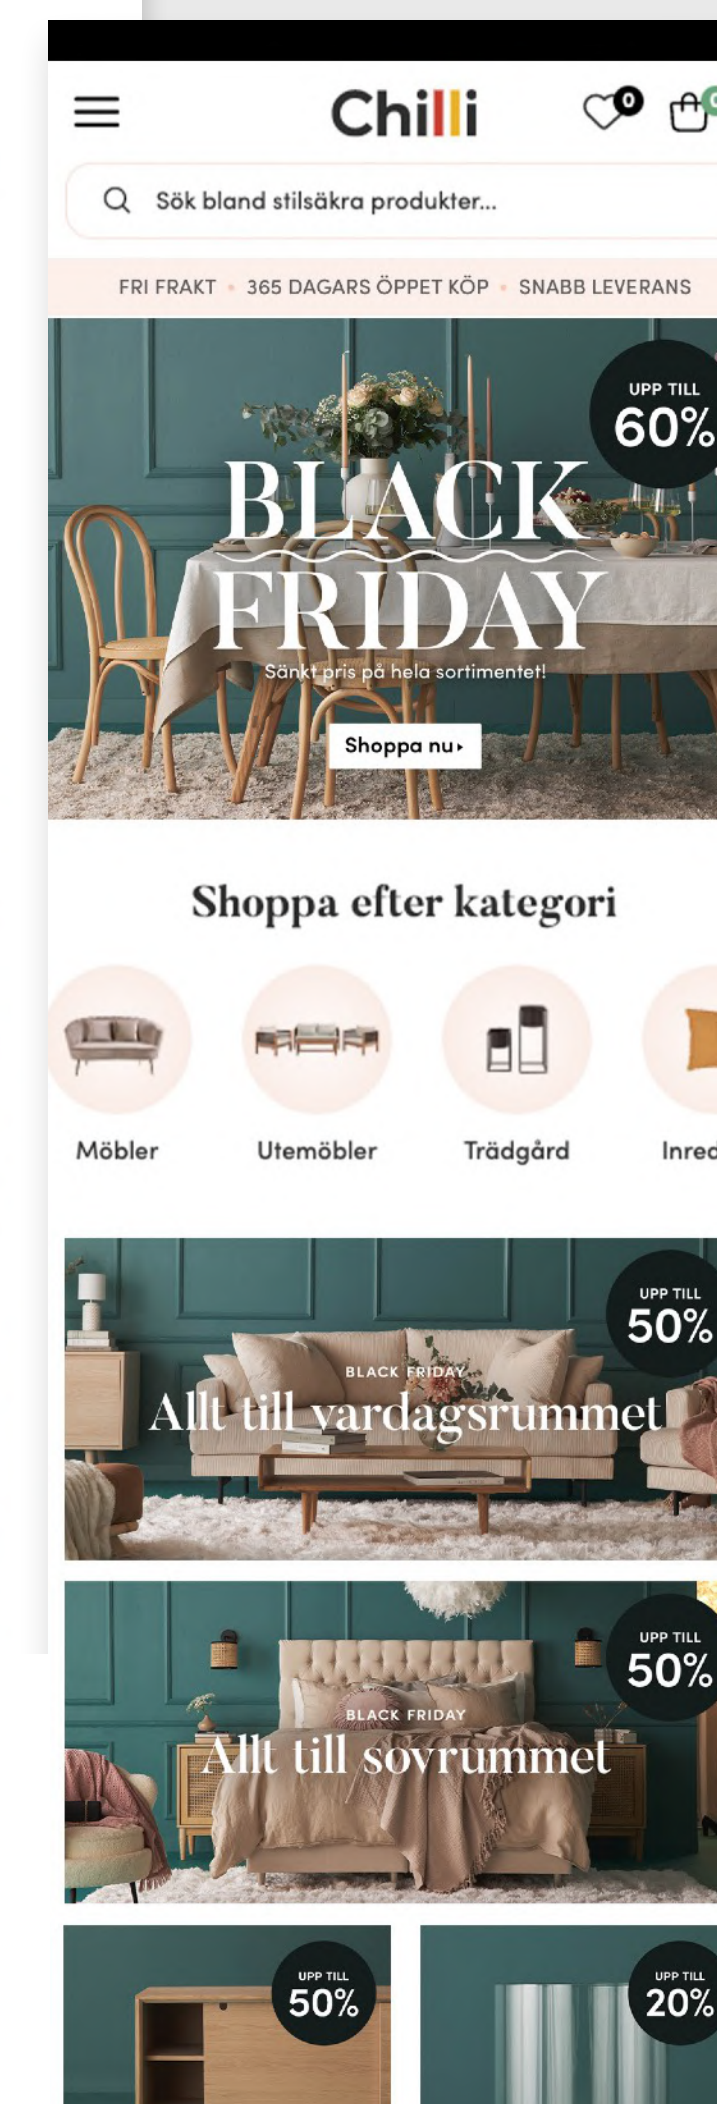 Chilli
0
Sök bland stilsäkra produkter...
FRI FRAKT • 365 DAGARS ÖPPET KÖP • SNABB LEVERANS
UPP TILL
60%
BLACK
FRIDAY
Sänkt pris på hela sortimentet!
Shoppa nu
Shoppa efter kategori
Möbler Utemöbler Trädgård
UPP TILL
50%
BLACK FRIDAY
Allt till vardagsrummet
UPP TILL
50%
BLACK FRIDAY
Allt till sovrummet
UPP TILL
50%
UPP TILL
20%